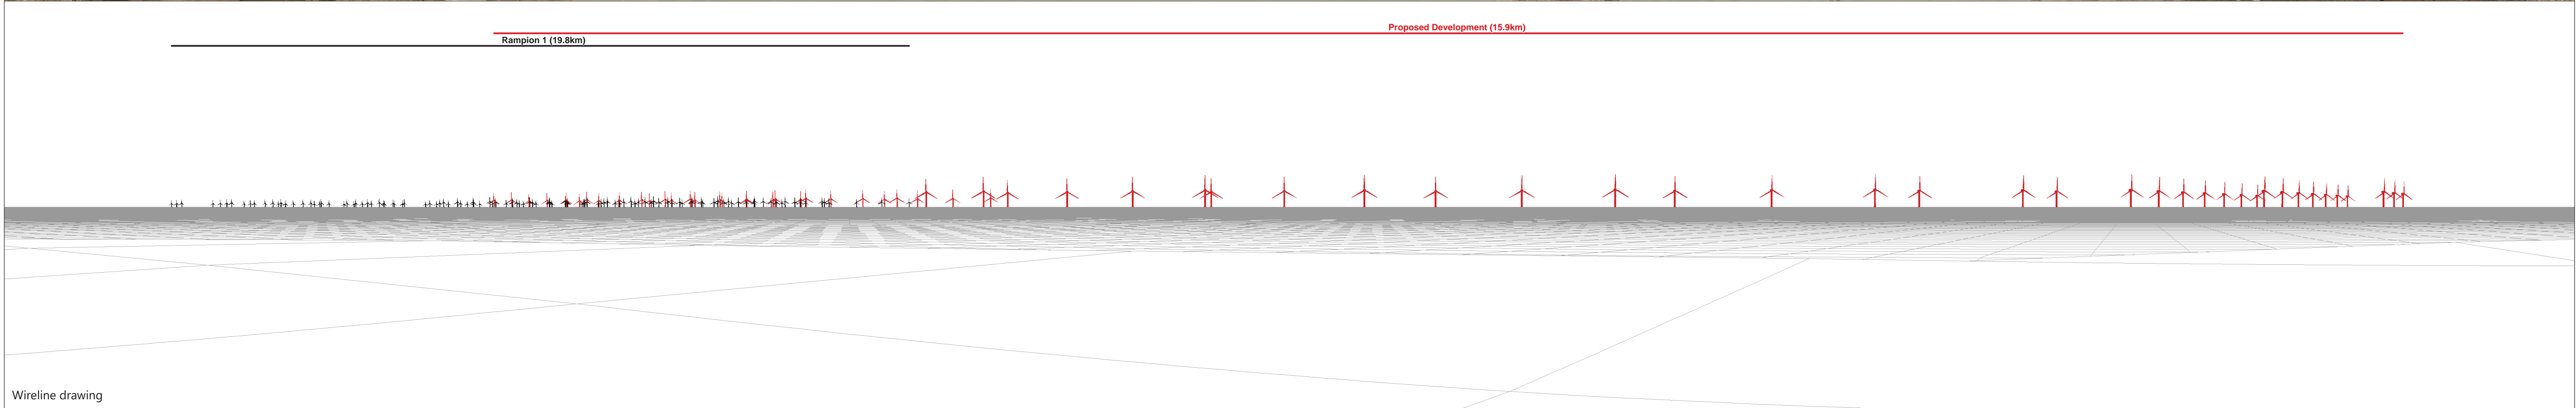 Proposed Development (15.9km)
Rampion 1 (19.8km)
Wireline drawing